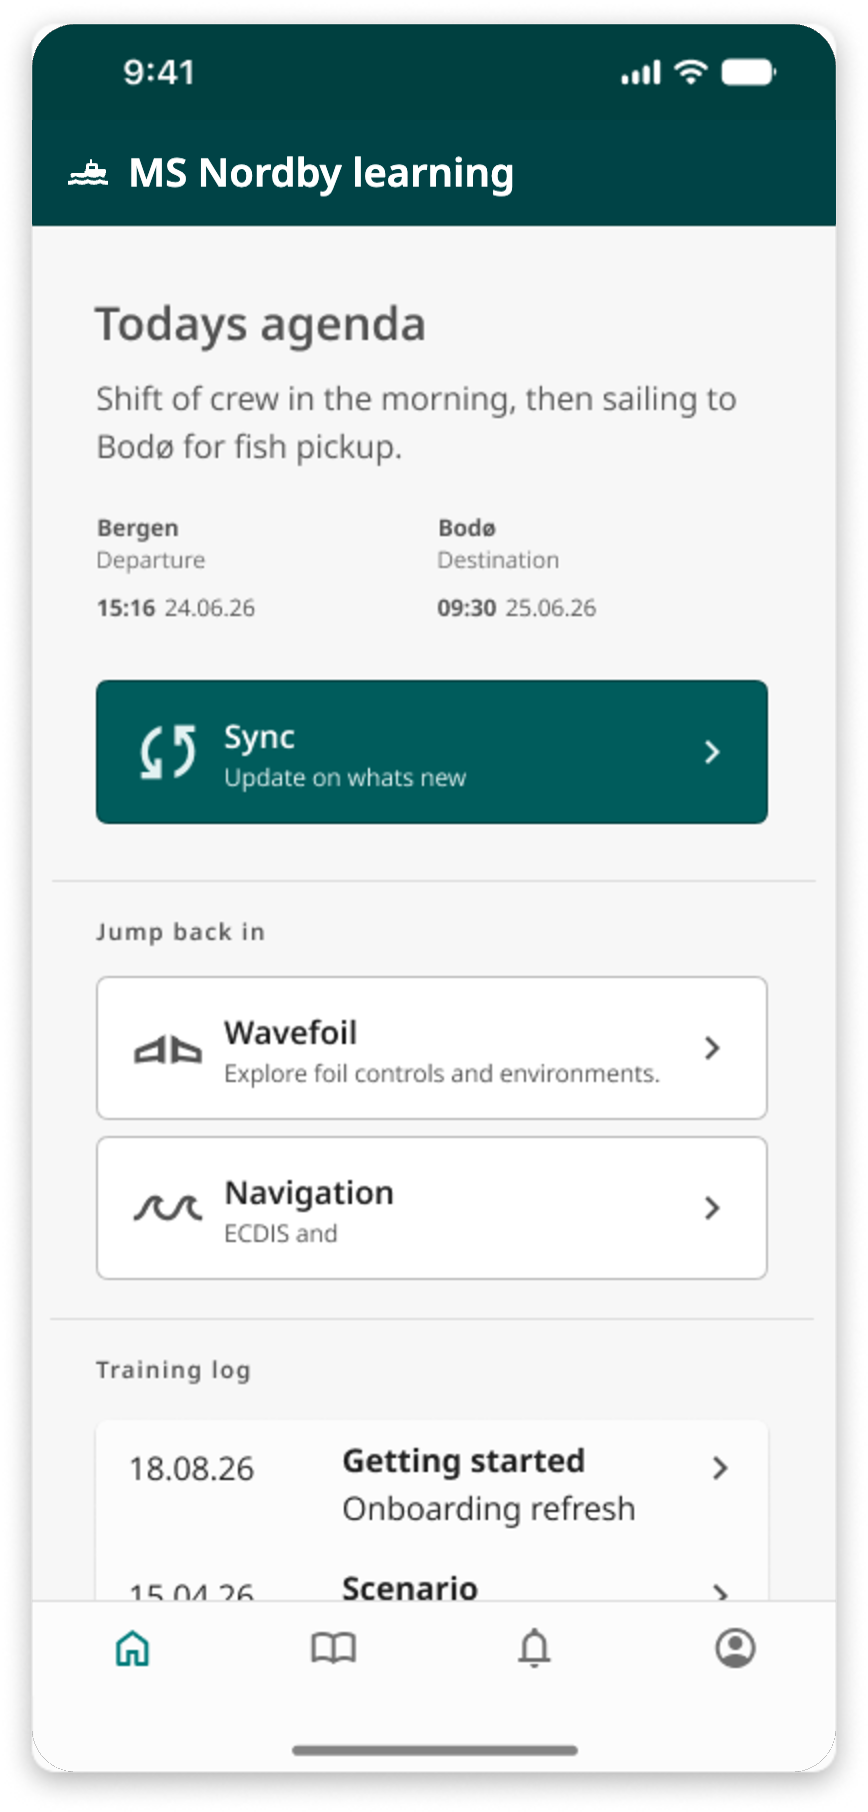 9:41
MS Nordby learning
Todays agenda
Shift of crew in the morning, then sailing to
Bodø for fish pickup.
Bergen
Departure
15:16 24.06.26
Bodø
Destination
09:30 25.06.26
Sync
Update on whats new
Jump back in
Wavefoil
Explore foil controls and environments.
Navigation
ECDIS and
Training log
18.08.26
Getting started
Onboarding refresh
15.04.26
Scenario